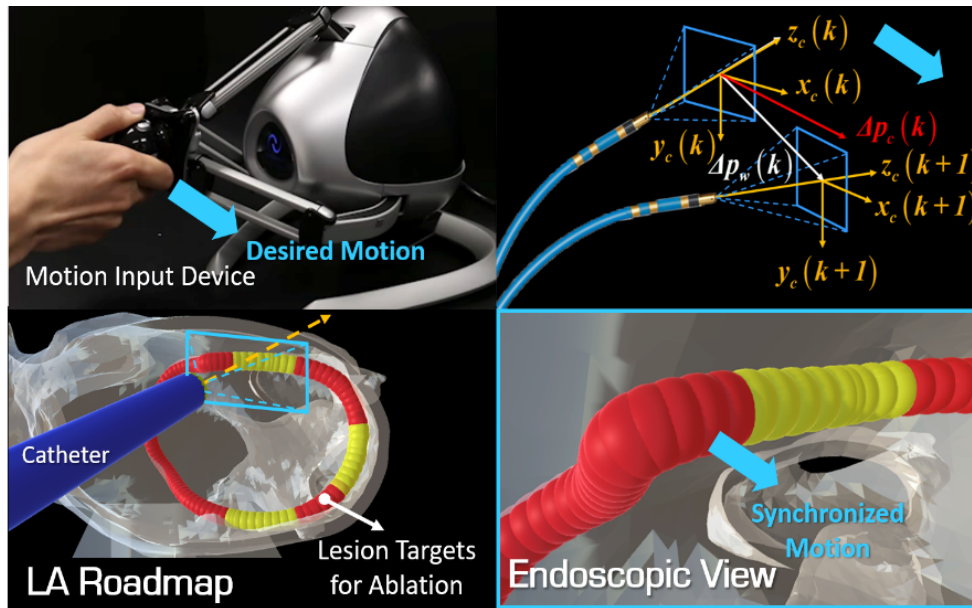 Desired Motion
Motion Input Device
z_c(k)
x_c(k)
Δp_c(k)
y_c(k)
Δp_w(k)
z_c(k+1)
x_c(k+1)
y_c(k+1)
Catheter
Lesion Targets
for Ablation
LA Roadmap
Synchronized
Motion
Endoscopic View